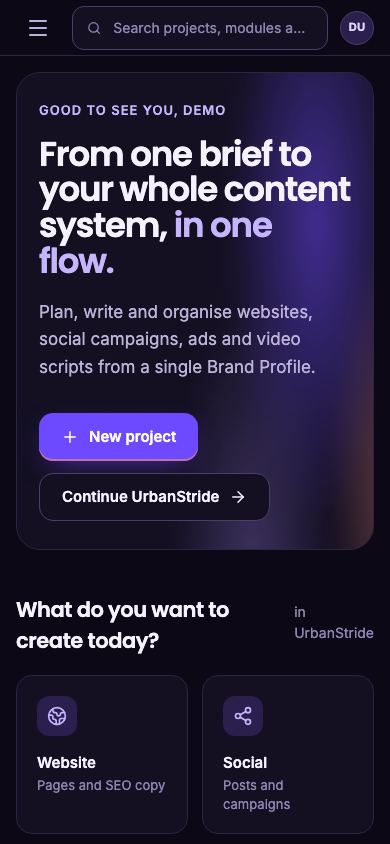 Search projects, modules a...
DU
GOOD TO SEE YOU, DEMO
From one brief to
your whole content
system, in one
flow.
Plan, write and organise websites,
social campaigns, ads and video
scripts from a single Brand Profile.
New project
Continue UrbanStride
What do you want to
create today?
in
UrbanStride
Website
Pages and SEO copy
Social
Posts and
campaigns